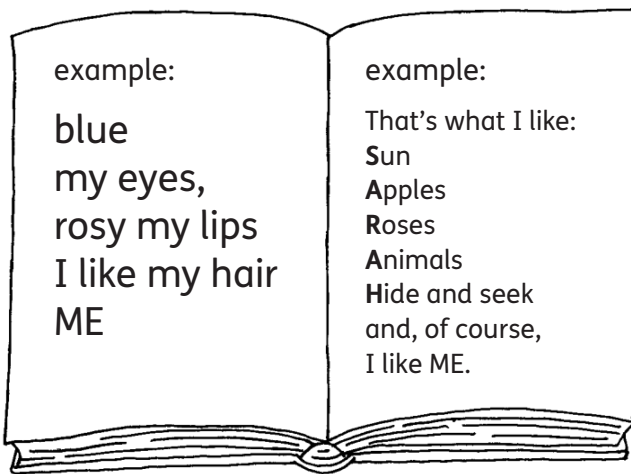 example:
blue
my eyes,
rosy my lips
I like my hair
ME
example:
That’s what I like:
Sun
Apples
Roses
Animals
Hide and seek
and, of course,
I like ME.